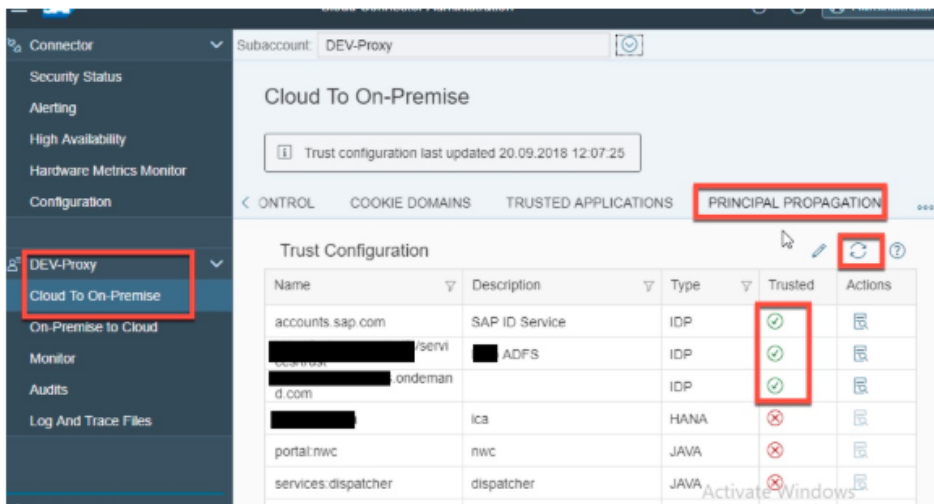 Connector
Subaccount: DEV-Proxy
Security Status
Alerting
High Availability
Hardware Metrics Monitor
Configuration
Cloud To On-Premise
Trust configuration last updated 20.09.2018 12:07:25
ONTROL COOKIE DOMAINS TRUSTED APPLICATIONS PRINCIPAL PROPAGATION
DEV-Proxy
Cloud To On-Premise
On-Premise to Cloud
Monitor
Audits
Log And Trace Files
Trust Configuration
Name Description Type Trusted Actions
accounts.sap.com SAP ID Service IDP
/servi
ADFS IDP
.ondeman
d.com IDP
ica HANA
portal:nwc nwc JAVA
services:dispatcher dispatcher JAVA
Activate Windows